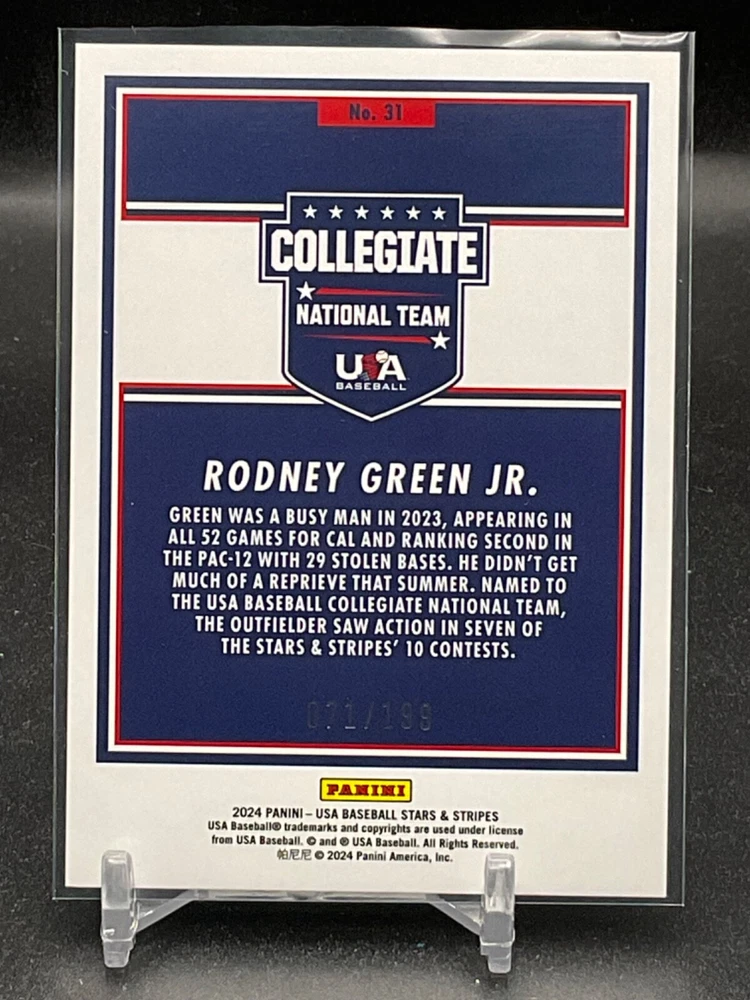 No. 31
COLLEGIATE
NATIONAL TEAM
USA
BASEBALL
RODNEY GREEN JR.
GREEN WAS A BUSY MAN IN 2023, APPEARING IN
ALL 52 GAMES FOR CAL AND RANKING SECOND IN
THE PAC-12 WITH 29 STOLEN BASES. HE DIDN'T GET
MUCH OF A REPRIEVE THAT SUMMER. NAMED TO
THE USA BASEBALL COLLEGIATE NATIONAL TEAM,
THE OUTFIELDER SAW ACTION IN SEVEN OF
THE STARS & STRIPES' 10 CONTESTS.
071/199
PANINI
2024 PANINI – USA BASEBALL STARS & STRIPES
USA Baseball® trademarks and copyrights are used under license
from USA Baseball. © and ® USA Baseball. All Rights Reserved.
帕尼尼 © 2024 Panini America, Inc.